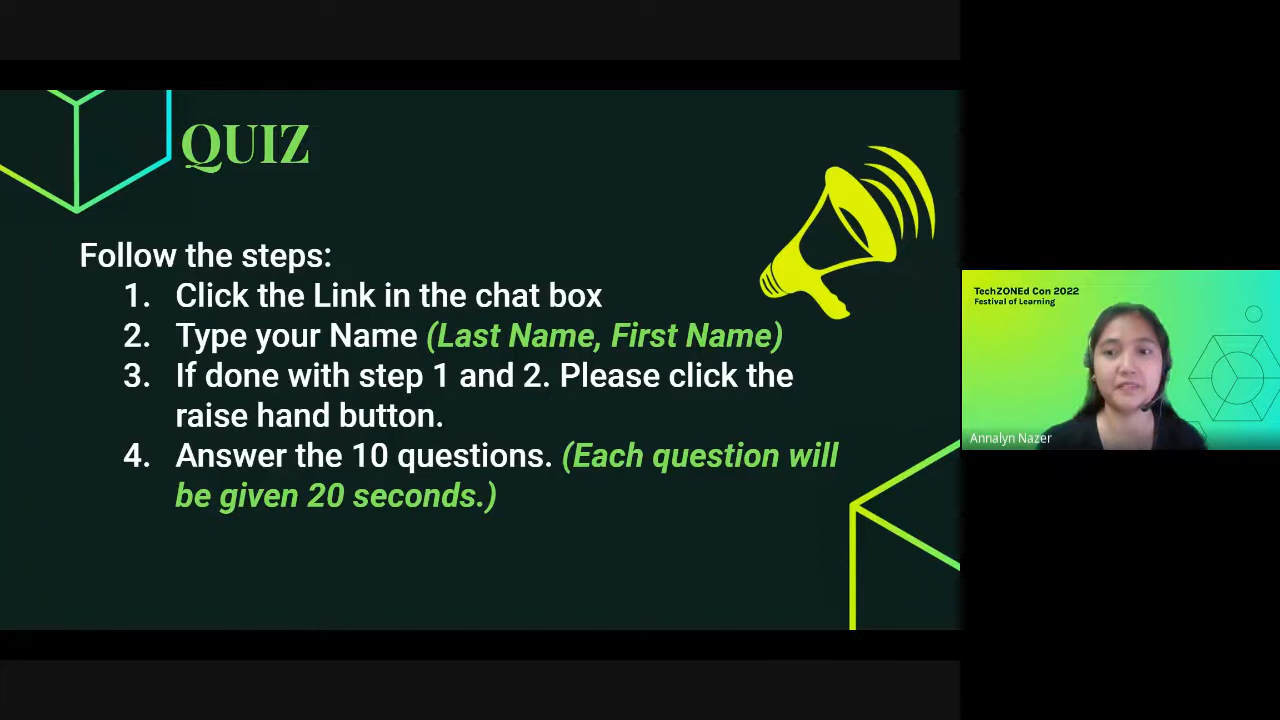 QUIZ
Follow the steps:
1. Click the Link in the chat box
2. Type your Name (Last Name, First Name)
3. If done with step 1 and 2. Please click the
raise hand button.
4. Answer the 10 questions. (Each question will
be given 20 seconds.)
TechZONEd Con 2022
Festival of Learning
Annalyn Nazer